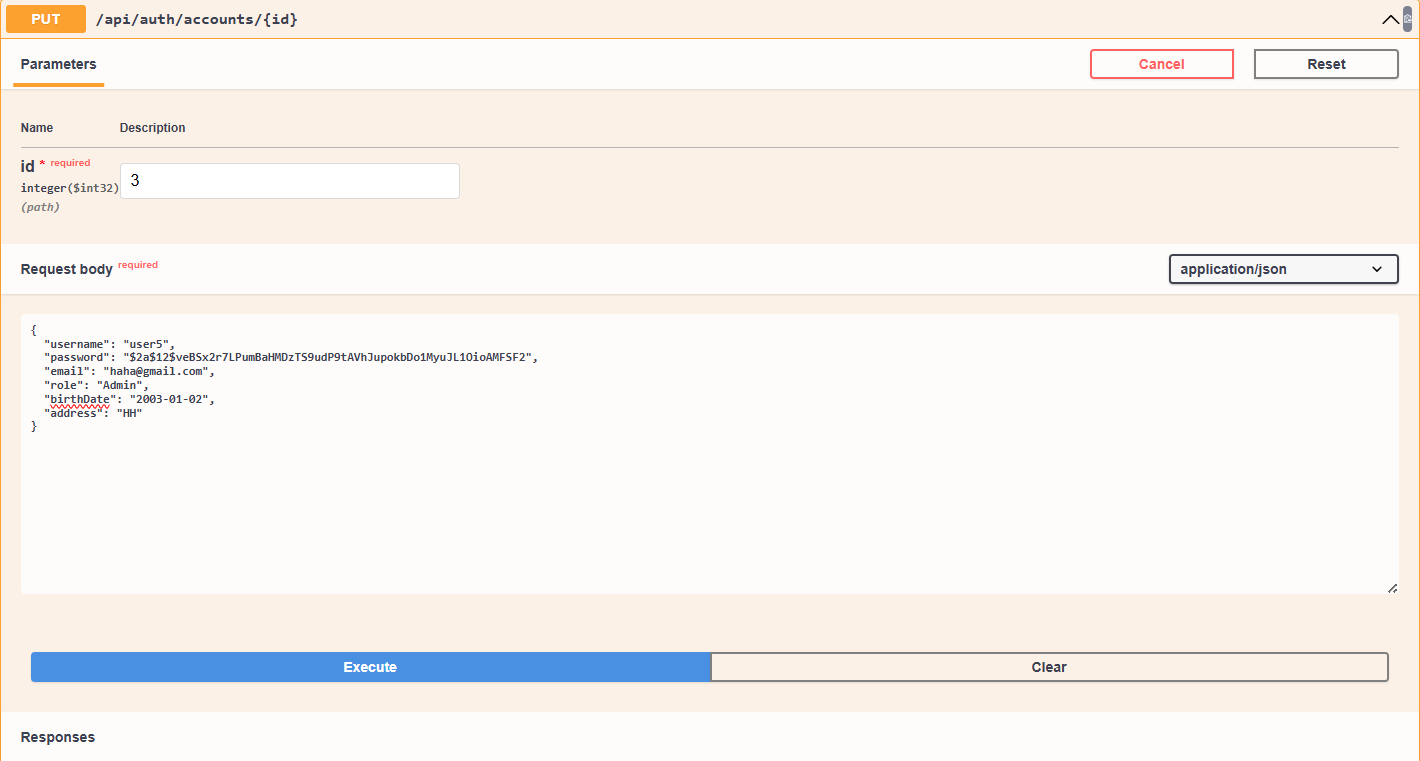 PUT /api/auth/accounts/{id}
Parameters
Cancel
Reset
Name
Description
id * required
integer($int32)
(path)
3
Request body required
application/json
{
"username": "user5",
"password": "$2a$12$veBSx2r7LPumBaHMDzTS9udP9tAVhJupokbDo1MyuJL1OioAMFSF2",
"email": "haha@gmail.com",
"role": "Admin",
"birthDate": "2003-01-02",
"address": "HH"
}
Execute
Clear
Responses